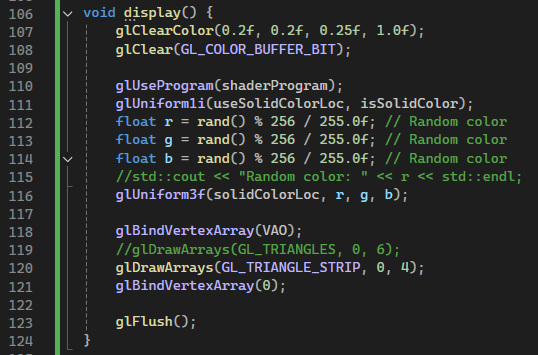 106 void display() {
107 glClearColor(0.2f, 0.2f, 0.25f, 1.0f);
108 glClear(GL_COLOR_BUFFER_BIT);
109
110 glUseProgram(shaderProgram);
111 glUniform1i(useSolidColorLoc, isSolidColor);
112 float r = rand() % 256 / 255.0f; // Random color
113 float g = rand() % 256 / 255.0f; // Random color
114 float b = rand() % 256 / 255.0f; // Random color
115 //std::cout << "Random color: " << r << std::endl;
116 glUniform3f(solidColorLoc, r, g, b);
117
118 glBindVertexArray(VAO);
119 //glDrawArrays(GL_TRIANGLES, 0, 6);
120 glDrawArrays(GL_TRIANGLE_STRIP, 0, 4);
121 glBindVertexArray(0);
122
123 glFlush();
124 }